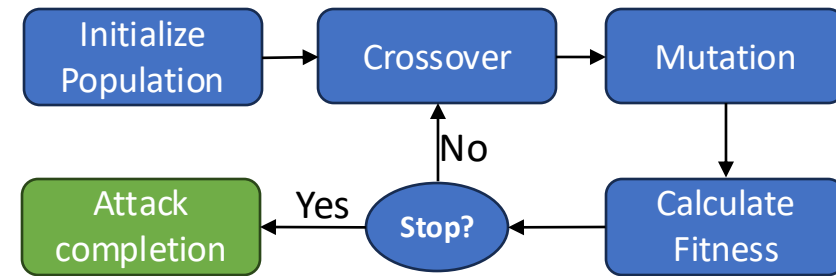 Initialize
Population
Crossover
Mutation
No
Attack
completion
Yes
Stop?
Calculate
Fitness